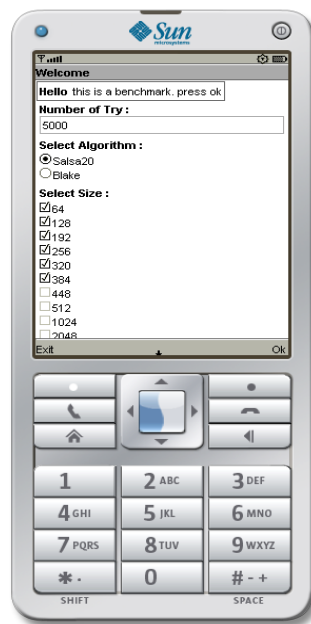 Sun
microsystems
Welcome
Hello this is a benchmark. press ok
Number of Try :
5000
Select Algorithm :
Salsa20
Blake
Select Size :
64
128
192
256
320
384
448
512
1024
2048
Exit
Ok
1
2 ABC
3 DEF
4 GHI
5 JKL
6 MNO
7 PQRS
8 TUV
9 WXYZ
* .
0
# - +
SHIFT
SPACE